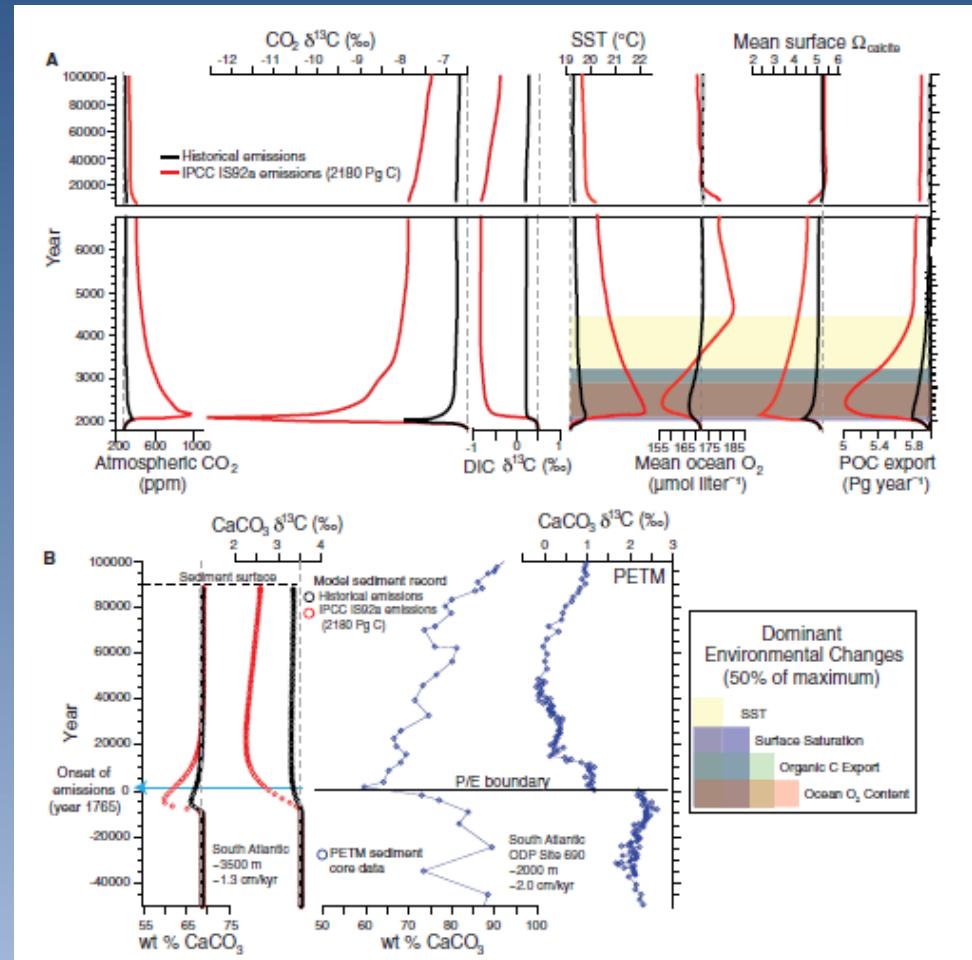 A
CO₂ δ¹³C (‰)
SST (°C)
Mean surface Ωcalcite
-12 -11 -10 -9 -8 -7
19 20 21 22
2 3 4 5 6
100000
80000
60000
40000
20000
Historical emissions
IPCC IS92a emissions (2180 Pg C)
Year
6000
5000
4000
3000
2000
200 600 1000
-1 0 1
155 165 175 185
5 5.4 5.8
Atmospheric CO₂
(ppm)
DIC δ¹³C (‰)
Mean ocean O₂
(µmol liter⁻¹)
POC export
(Pg year⁻¹)
B
CaCO₃ δ¹³C (‰)
2 3 4
CaCO₃ δ¹³C (‰)
0 1 2 3
100000
80000
60000
40000
20000
0
-20000
-40000
Year
Sediment surface
Model sediment record
Historical emissions
IPCC IS92a emissions
(2180 Pg C)
PETM
Onset of
emissions
(year 1765)
P/E boundary
South Atlantic
~3500 m
~1.3 cm/kyr
PETM sediment
core data
South Atlantic
ODP Site 690
~2000 m
~2.0 cm/kyr
55 65 75
50 60 70 80 90 100
wt % CaCO₃
wt % CaCO₃
Dominant
Environmental Changes
(50% of maximum)
SST
Surface Saturation
Organic C Export
Ocean O₂ Content